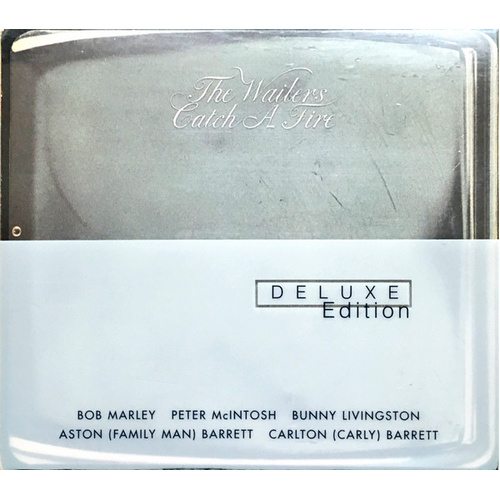 The Wailers
Catch A Fire
DELUXE
Edition
BOB MARLEY PETER McINTOSH BUNNY LIVINGSTON
ASTON (FAMILY MAN) BARRETT CARLTON (CARLY) BARRETT